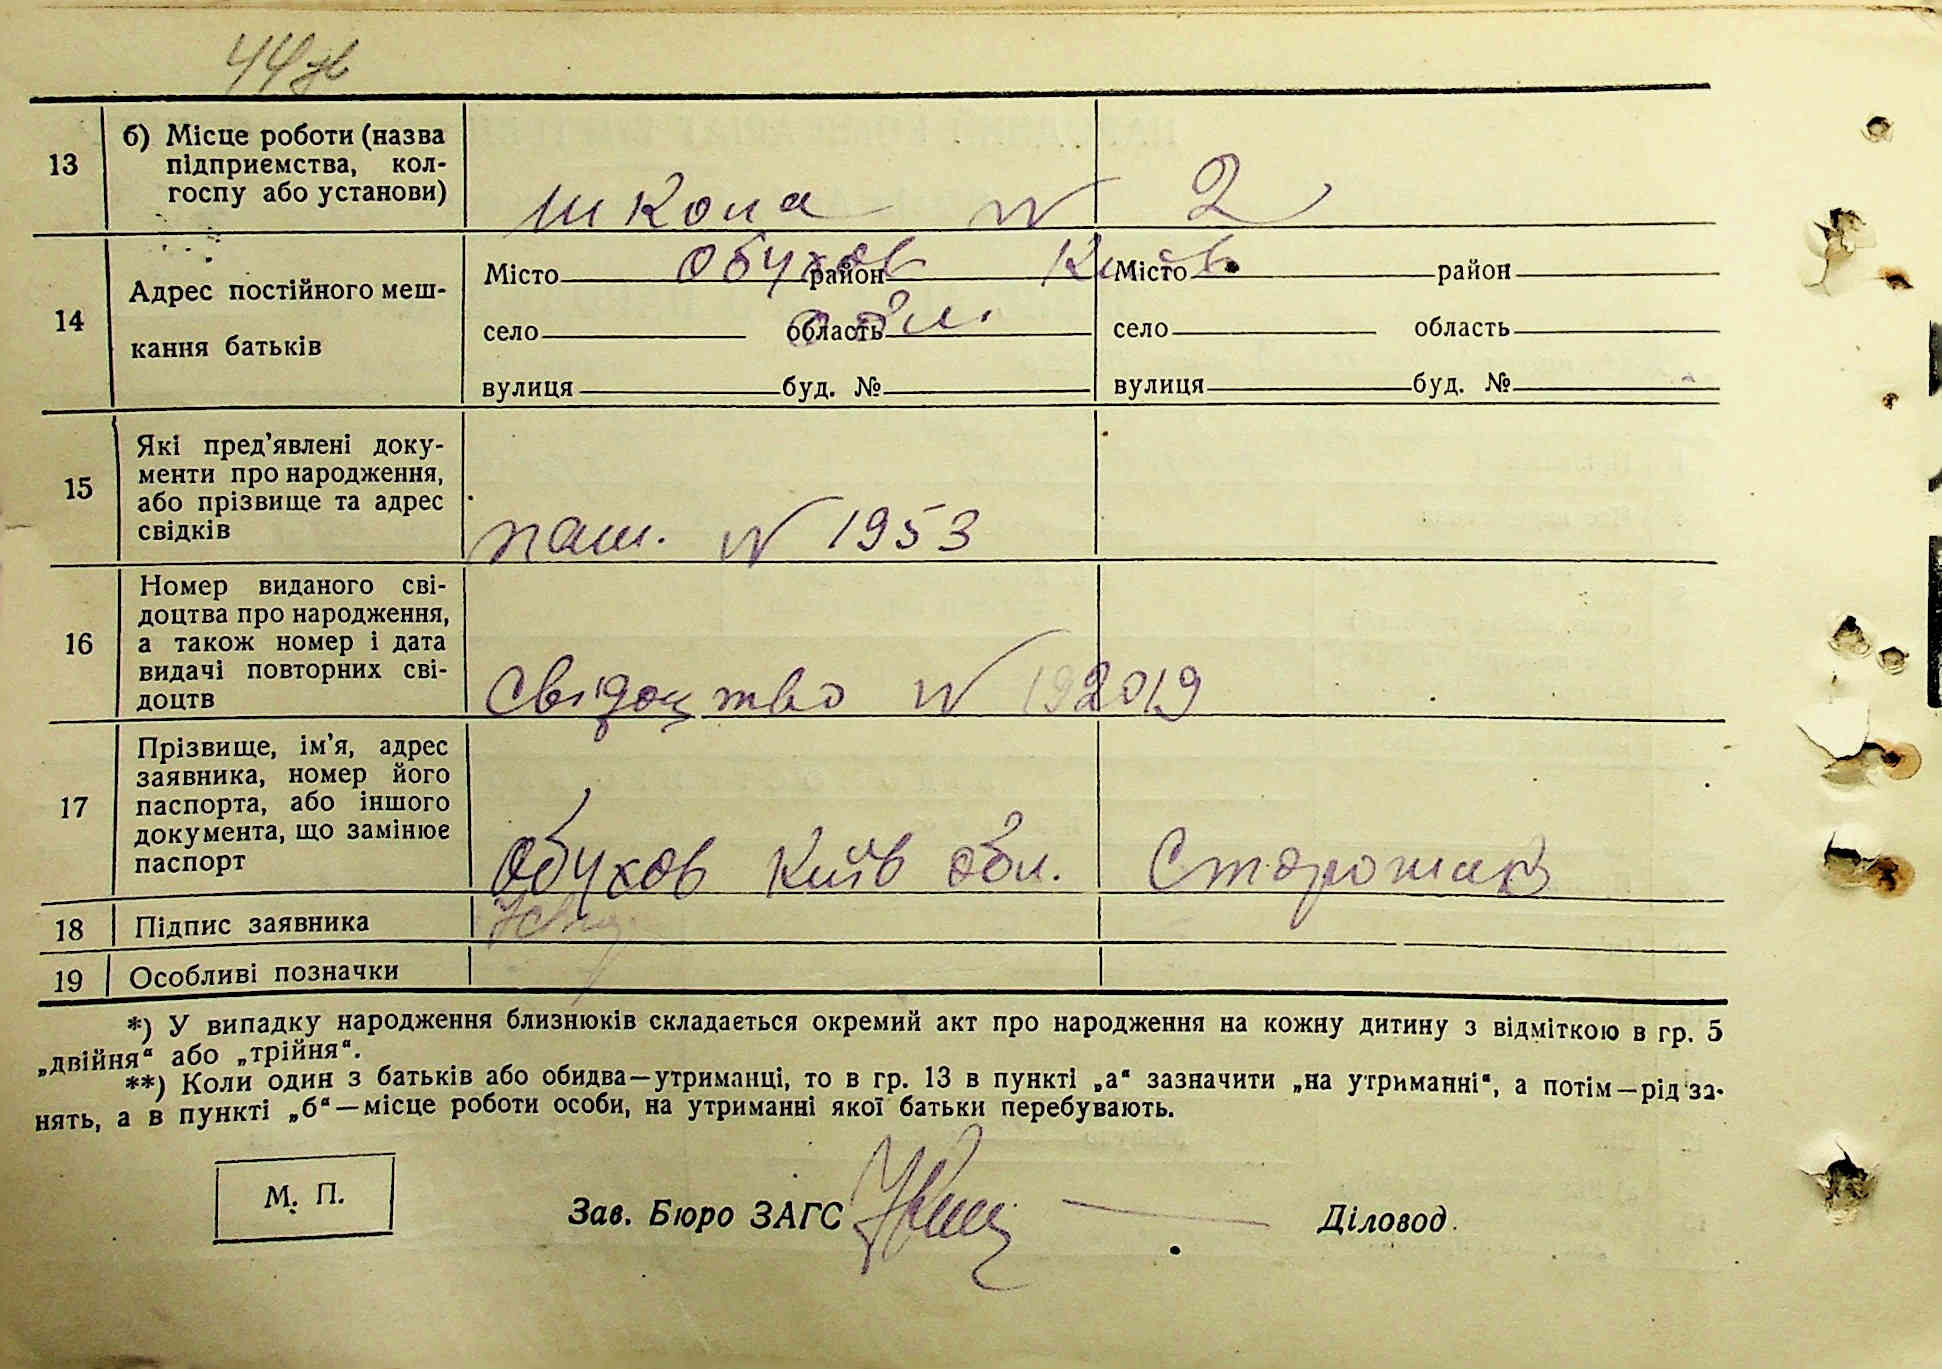 44
13
б) Місце роботи (назва
підприємства, кол-
госпу або установи)
школа № 2
14
Адрес постійного меш-
кання батьків
Місто Обухов район Київ
обл.
село область
вулиця буд. №
Місто район
село область
вулиця буд. №
15
Які пред'явлені доку-
менти про народження,
або прізвище та адрес
свідків
паш. № 1953
16
Номер виданого сві-
доцтва про народження,
а також номер і дата
видачі повторних сві-
доцтв
Свідоцтво № 192019
17
Прізвище, ім'я, адрес
заявника, номер його
паспорта, або іншого
документа, що замінює
паспорт
Обухов Київ обл.
18 Підпис заявника
19 Особливі позначки
*) У випадку народження близнюків складається окремий акт про народження на кожну дитину з відміткою в гр. 5
„двійня“ або „трійня“.
**) Коли один з батьків або обидва—утриманці, то в гр. 13 в пункті „а“ зазначити „на утриманні“, а потім—рід за-
нять, а в пункті „б“—місце роботи особи, на утриманні якої батьки перебувають.
М. П.
Зав. Бюро ЗАГС
Діловод.